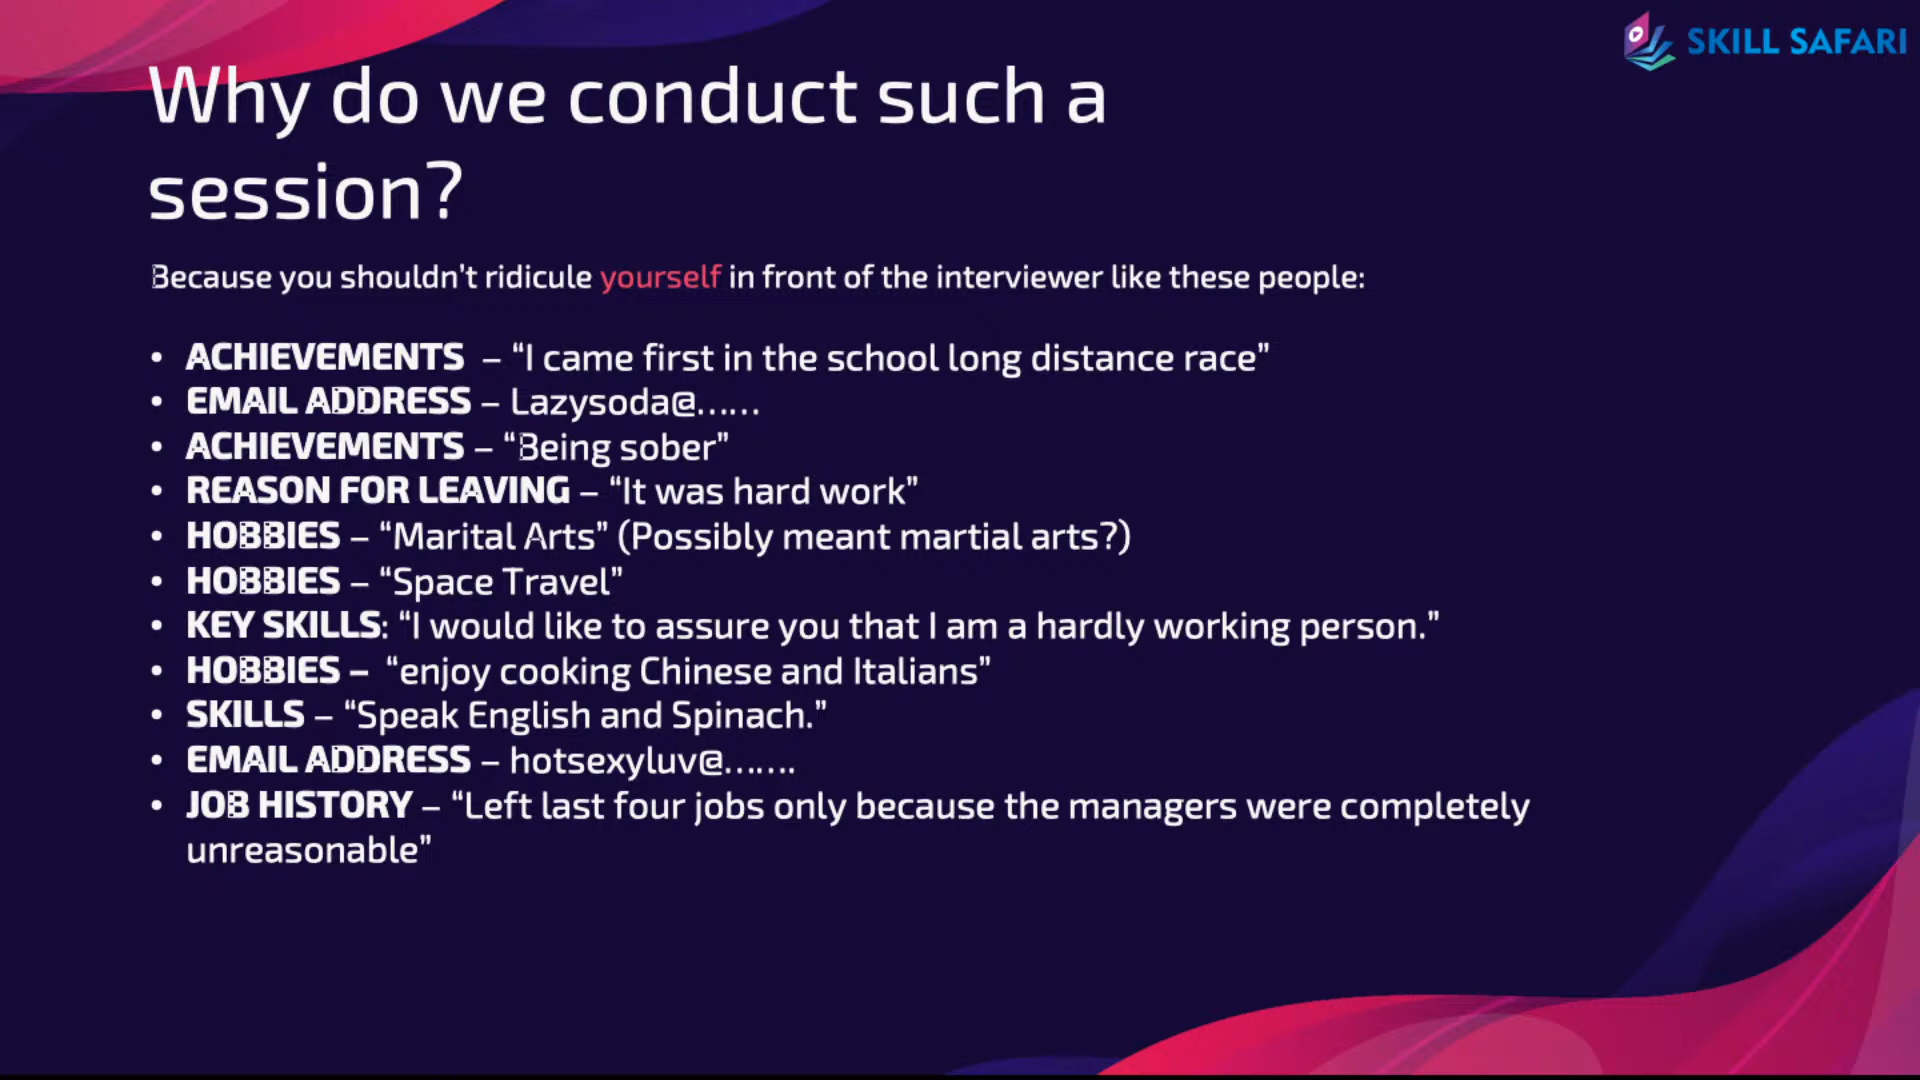 SKILL SAFARI
Why do we conduct such a
session?
Because you shouldn’t ridicule yourself in front of the interviewer like these people:
• ACHIEVEMENTS – “I came first in the school long distance race”
• EMAIL ADDRESS – Lazysoda@……
• ACHIEVEMENTS – “Being sober”
• REASON FOR LEAVING – “It was hard work”
• HOBBIES – “Marital Arts” (Possibly meant martial arts?)
• HOBBIES – “Space Travel”
• KEY SKILLS: “I would like to assure you that I am a hardly working person.”
• HOBBIES – “enjoy cooking Chinese and Italians”
• SKILLS – “Speak English and Spinach.”
• EMAIL ADDRESS – hotsexyluv@…….
• JOB HISTORY – “Left last four jobs only because the managers were completely
unreasonable”